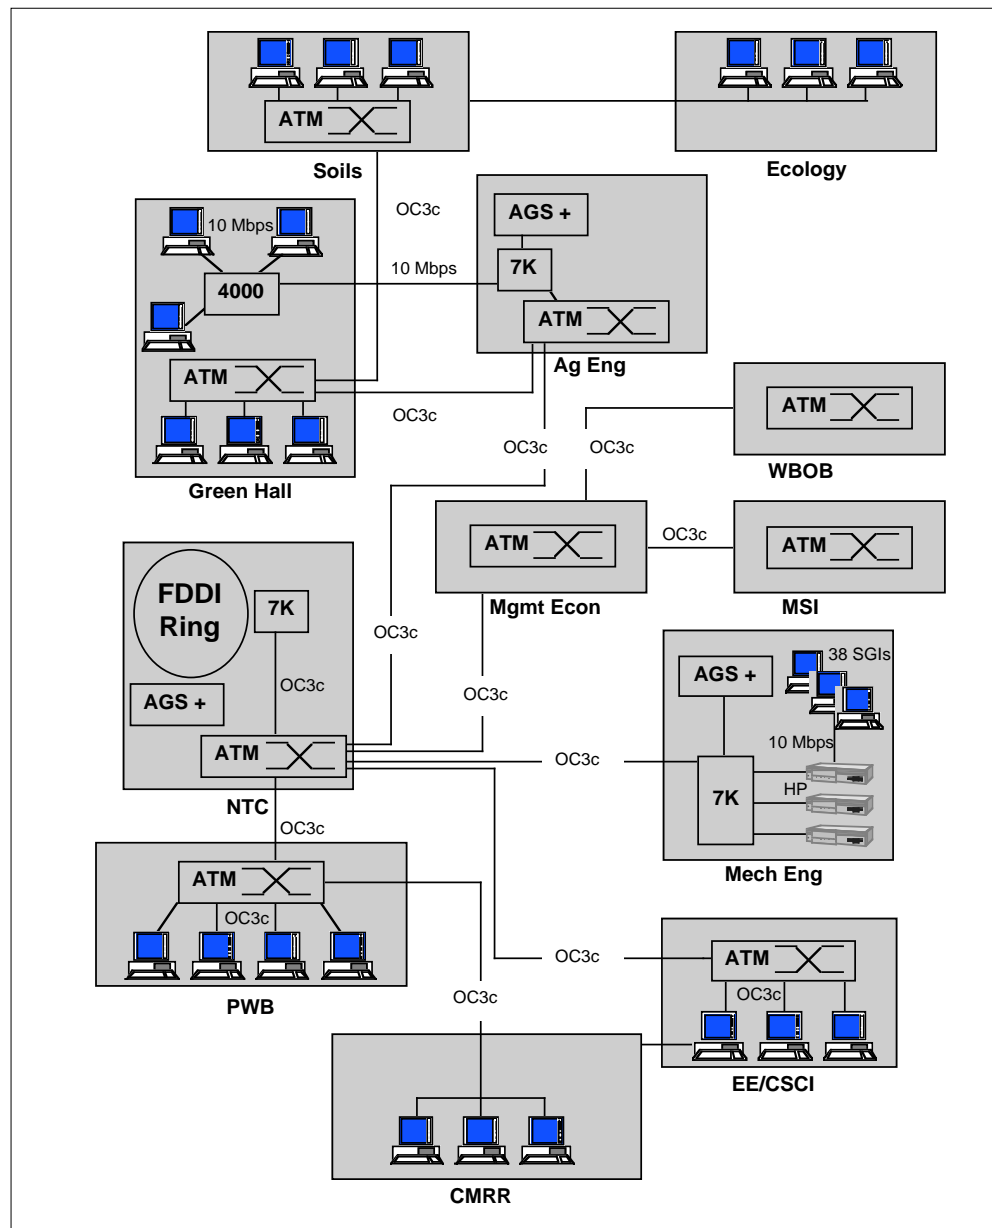 ATM
Soils
Ecology
OC3c
10 Mbps
4000
ATM
Green Hall
10 Mbps
AGS +
7K
ATM
Ag Eng
OC3c
OC3c
OC3c
ATM
WBOB
ATM
Mgmt Econ
OC3c
ATM
MSI
FDDI
Ring
7K
AGS +
OC3c
ATM
NTC
OC3c
OC3c
OC3c
AGS +
38 SGIs
10 Mbps
7K
HP
Mech Eng
OC3c
ATM
OC3c
PWB
OC3c
OC3c
ATM
OC3c
EE/CSCI
CMRR